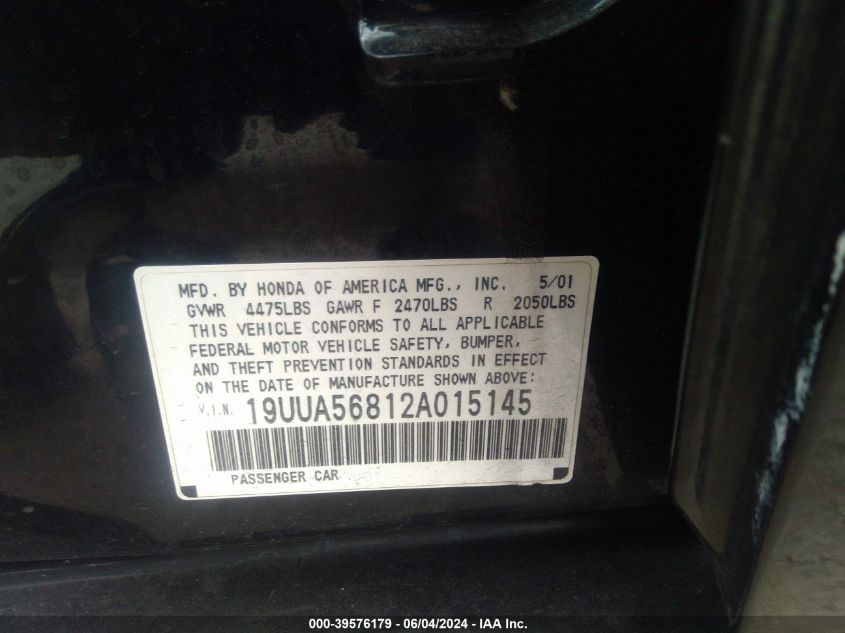 MFD. BY HONDA OF AMERICA MFG., INC. 5/01
GVWR 4475LBS GAWR F 2470LBS R 2050LBS
THIS VEHICLE CONFORMS TO ALL APPLICABLE
FEDERAL MOTOR VEHICLE SAFETY, BUMPER,
AND THEFT PREVENTION STANDARDS IN EFFECT
ON THE DATE OF MANUFACTURE SHOWN ABOVE:
V.I.N. 19UUA56812A015145
PASSENGER CAR
000-39576179 - 06/04/2024 - IAA Inc.